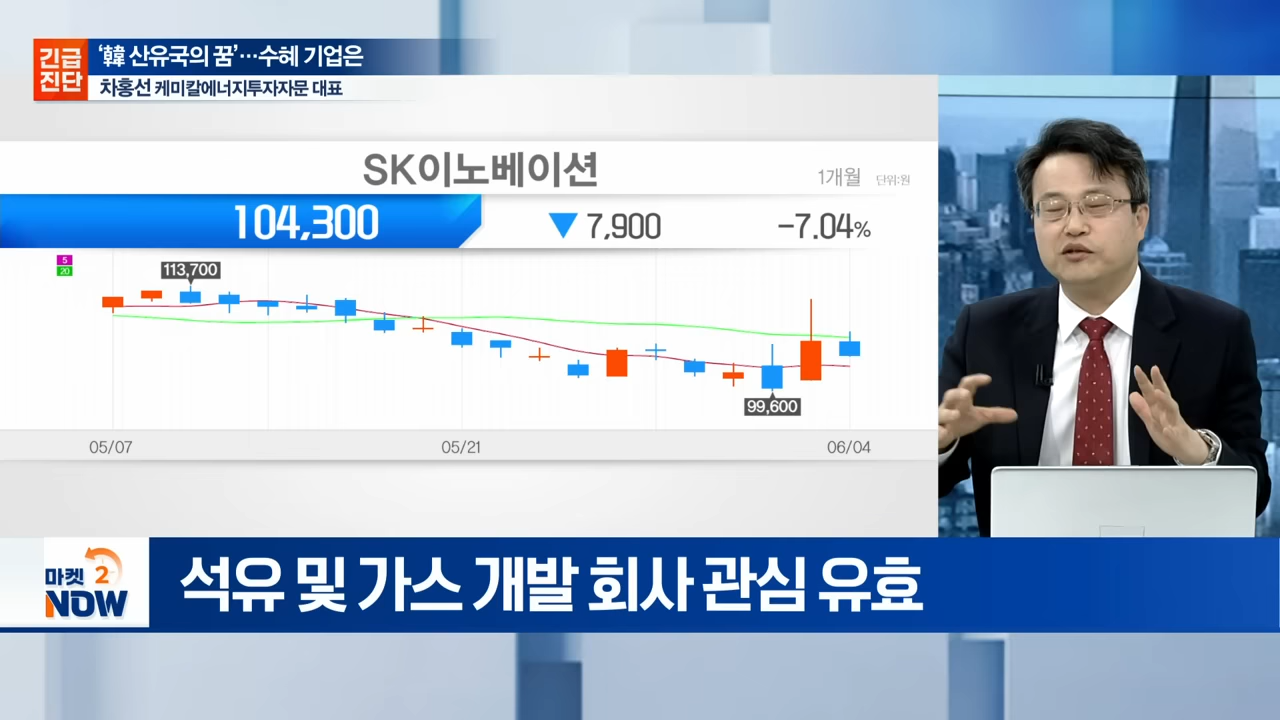 긴급
진단
‘韓 산유국의 꿈’…수혜 기업은
차홍선 케미칼에너지투자자문 대표
SK이노베이션
1개월 단위:원
104,300 ▼ 7,900 -7.04%
5
20
113,700
99,600
05/07 05/21 06/04
마켓 2
NOW
석유 및 가스 개발 회사 관심 유효